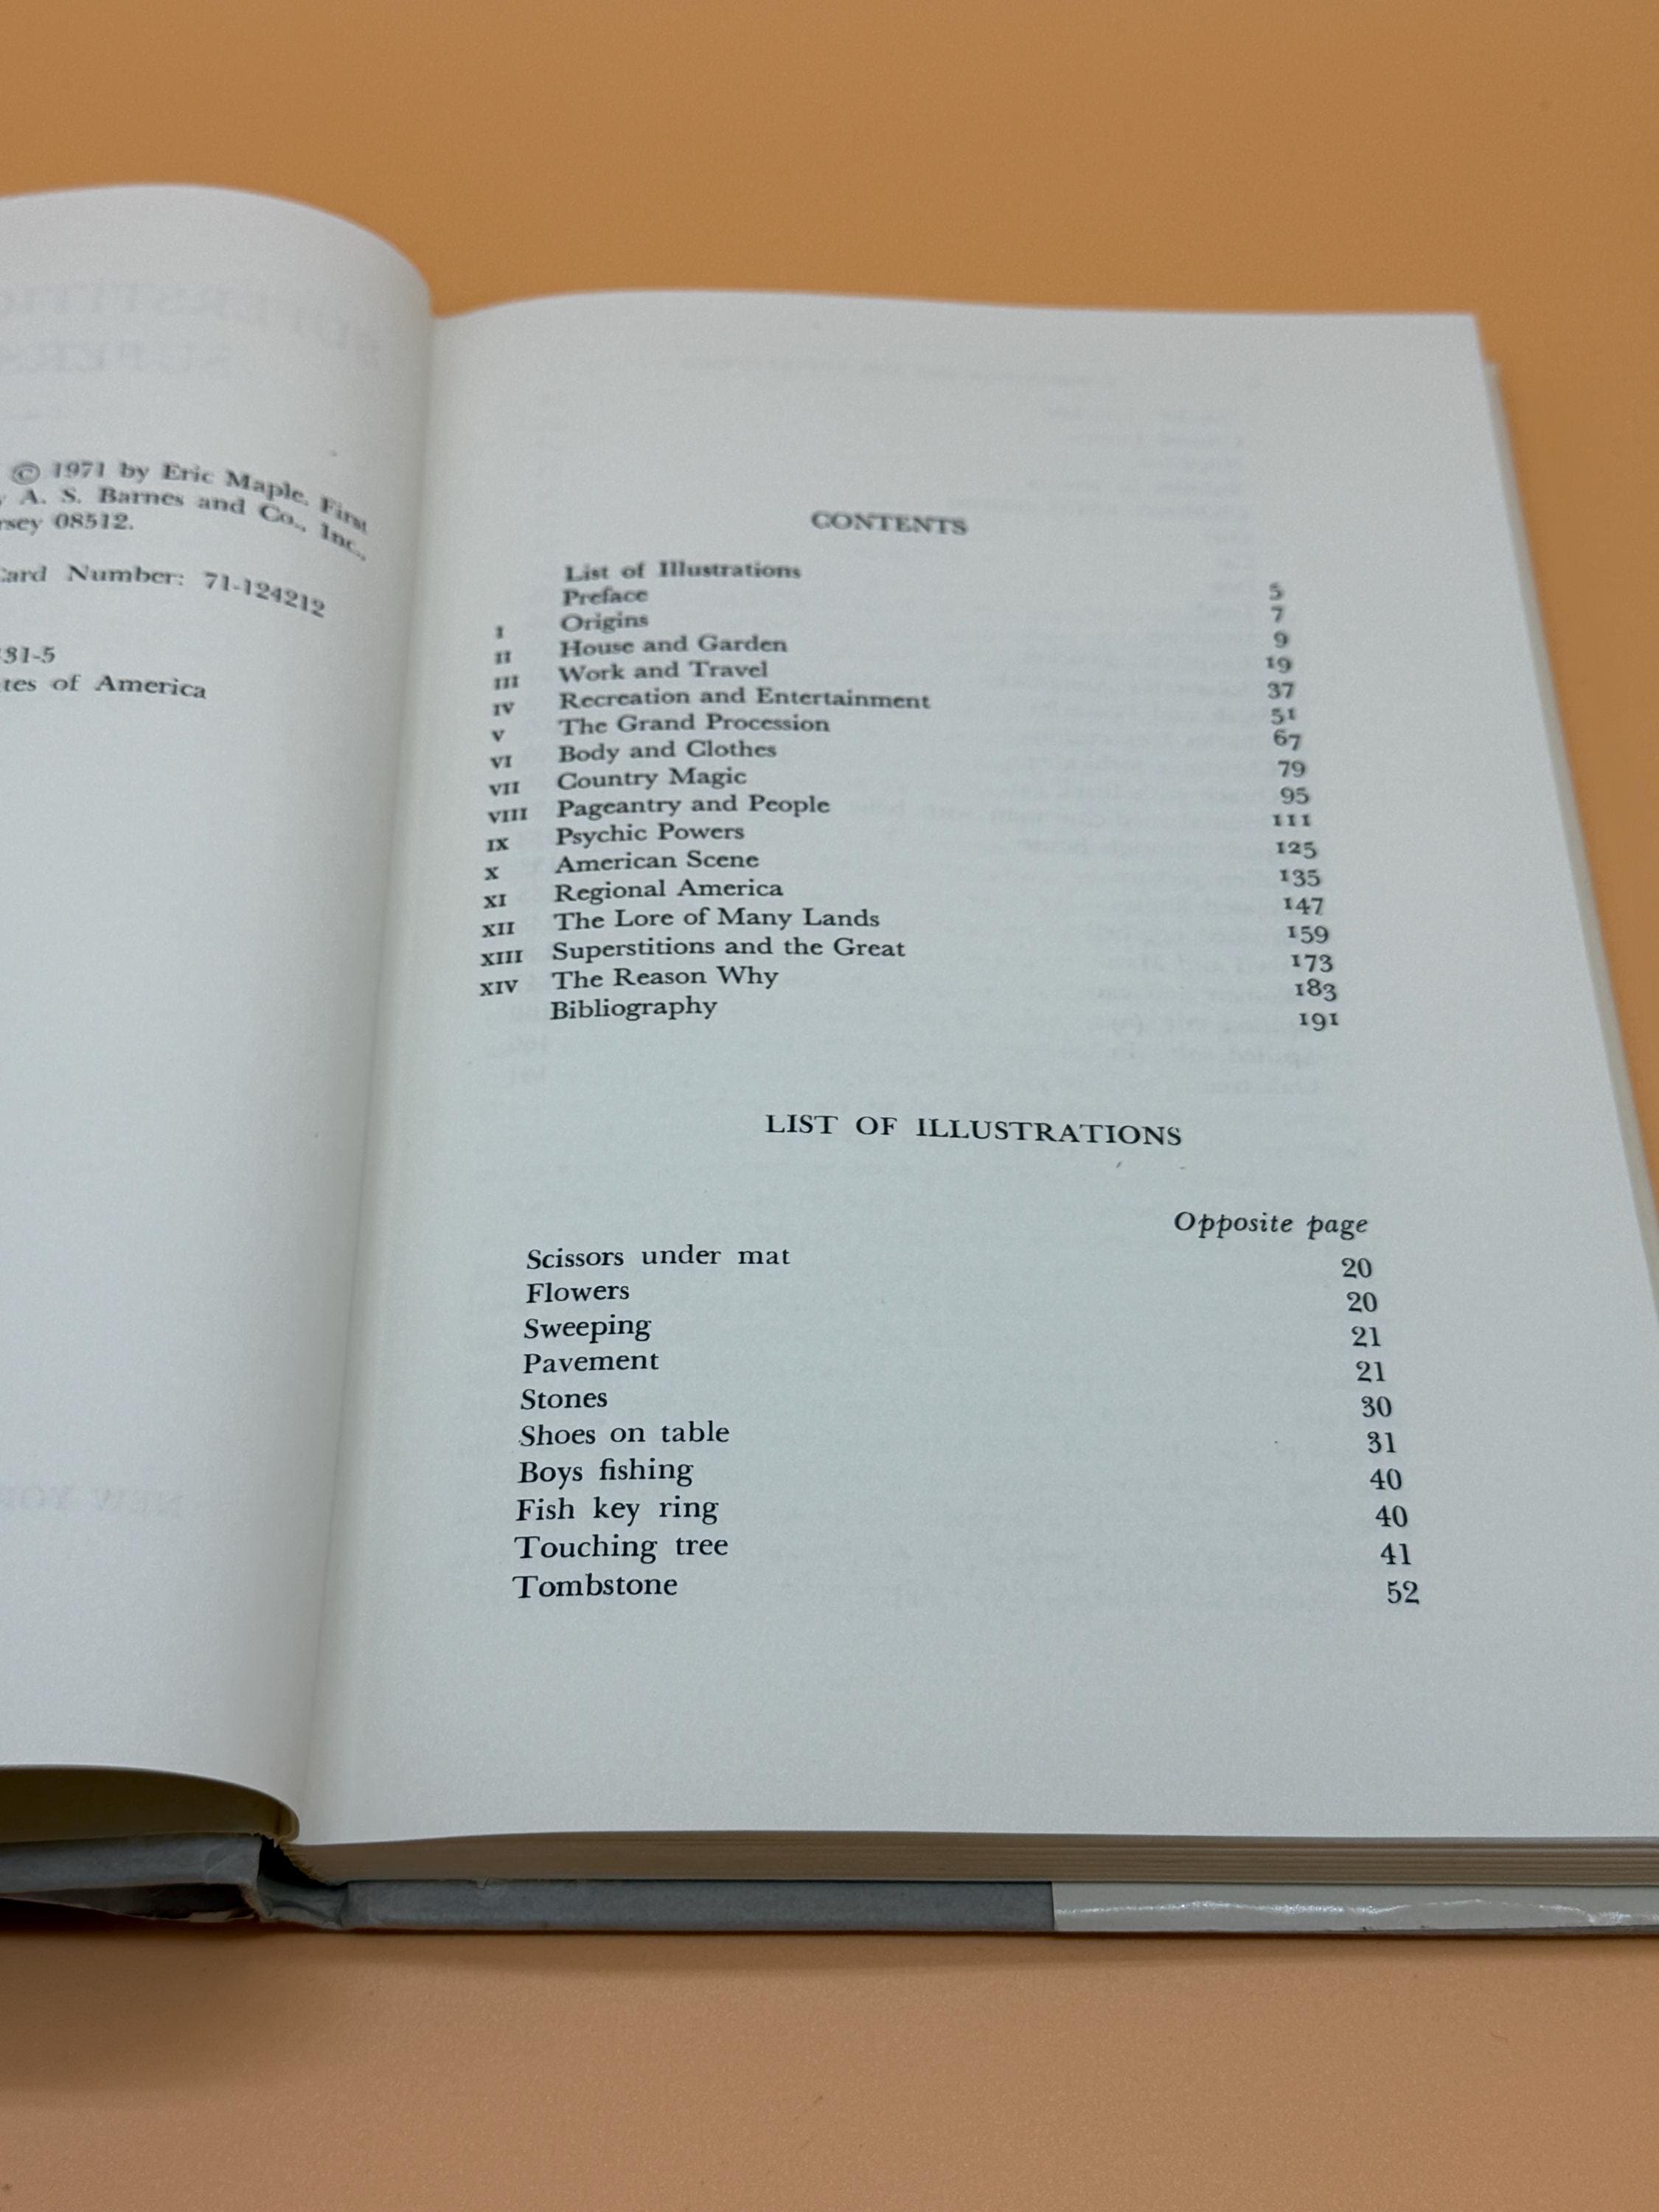 © 1971 by Eric Maple. First
A. S. Barnes and Co., Inc.,
rsey 08512.
Card Number: 71-124212
81-5
tes of America
CONTENTS
List of Illustrations 5
Preface 7
I Origins 9
II House and Garden 19
III Work and Travel 37
IV Recreation and Entertainment 51
V The Grand Procession 67
VI Body and Clothes 79
VII Country Magic 95
VIII Pageantry and People 111
IX Psychic Powers 125
X American Scene 135
XI Regional America 147
XII The Lore of Many Lands 159
XIII Superstitions and the Great 173
XIV The Reason Why 183
Bibliography 191
LIST OF ILLUSTRATIONS
Opposite page
Scissors under mat 20
Flowers 20
Sweeping 21
Pavement 21
Stones 30
Shoes on table 31
Boys fishing 40
Fish key ring 40
Touching tree 41
Tombstone 52